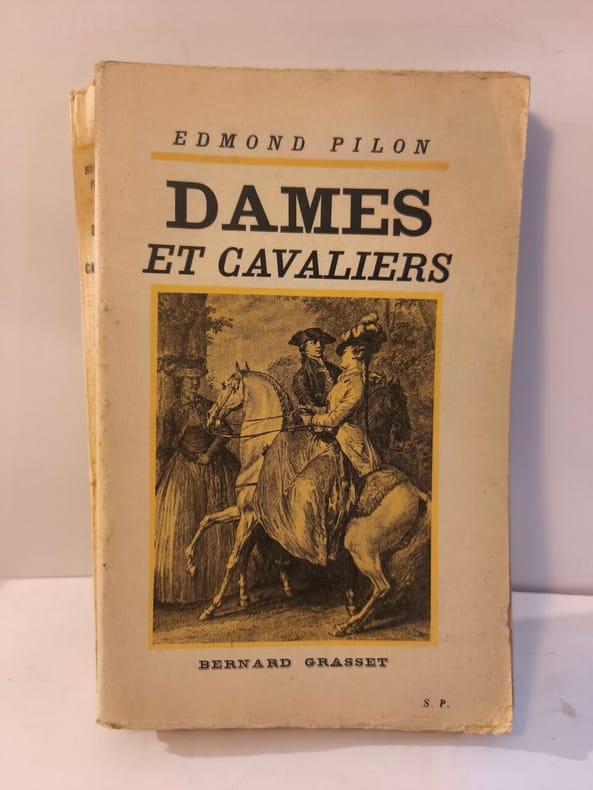 EDMOND PILON
DAMES
ET CAVALIERS
BERNARD GRASSET
S. P.